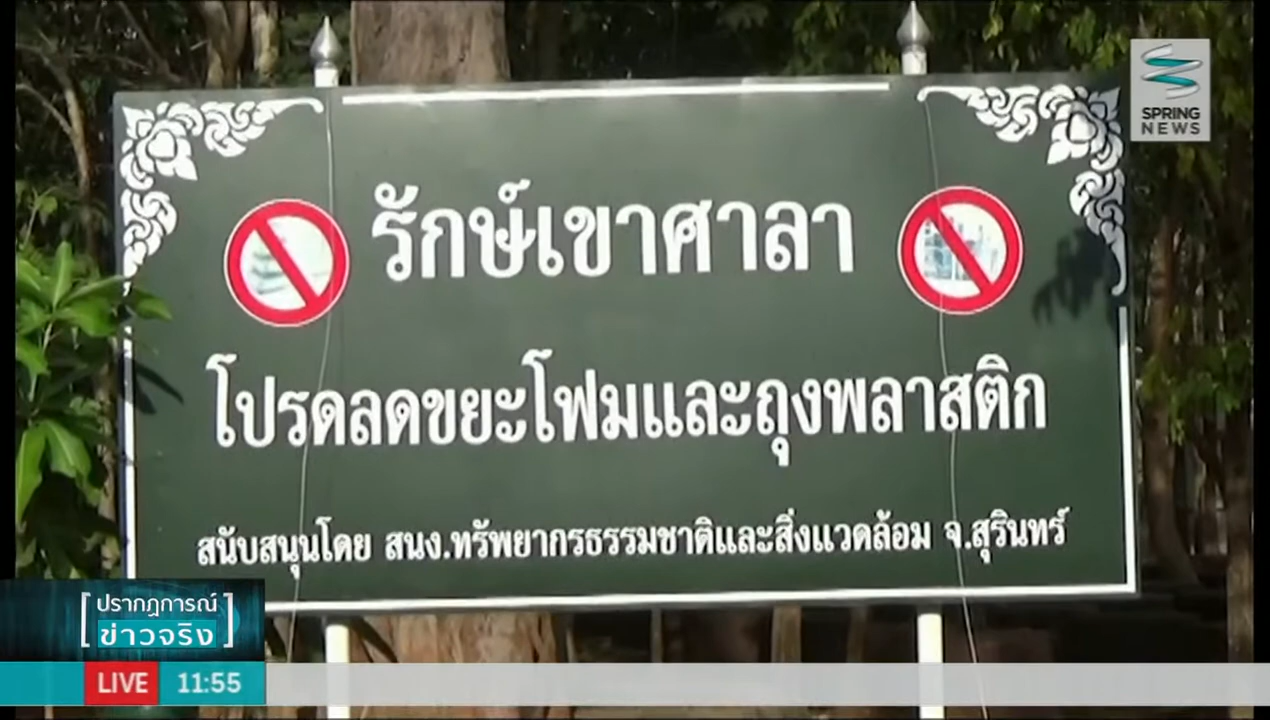 SPRING
NEWS
รักษ์เขาศาลา
โปรดลดขยะโฟมและถุงพลาสติก
สนับสนุนโดย สนง.ทรัพยากรธรรมชาติและสิ่งแวดล้อม จ.สุรินทร์
[ปรากฏการณ์
ข่าวจริง]
LIVE 11:55